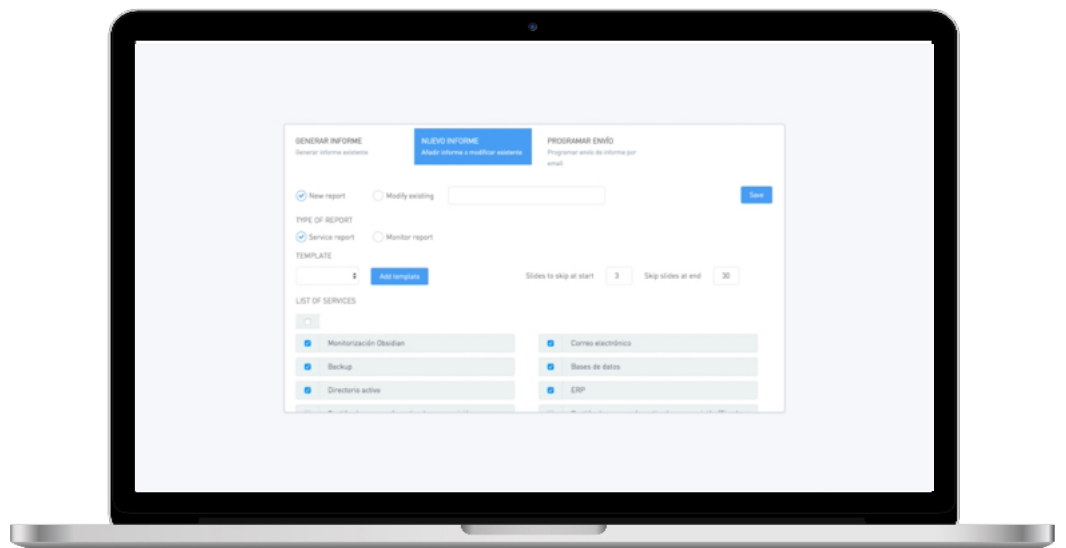 GENERAR INFORME
Generar informe existente
NUEVO INFORME
Añadir informe o modificar existente
PROGRAMAR ENVÍO
Programar envío de informe por
email
New report
Modify existing
Save
TYPE OF REPORT
Service report
Monitor report
TEMPLATE
Add template
Slides to skip at start
3
Skip slides at end
30
LIST OF SERVICES
Monitorización Obsidian
Correo electrónico
Backup
Bases de datos
Directorio activo
ERP